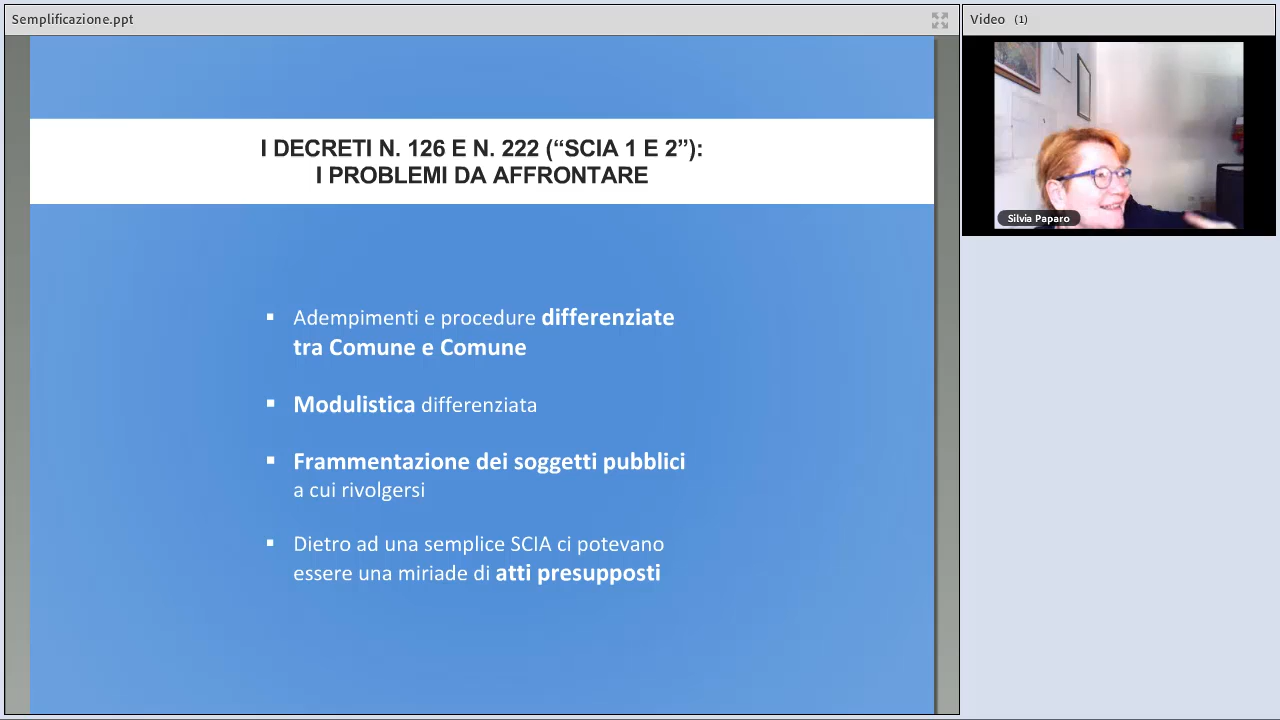 Semplificazione.ppt
Video (1)
I DECRETI N. 126 E N. 222 (“SCIA 1 E 2”):
I PROBLEMI DA AFFRONTARE
Silvia Paparo
▪ Adempimenti e procedure differenziate
tra Comune e Comune
▪ Modulistica differenziata
▪ Frammentazione dei soggetti pubblici
a cui rivolgersi
▪ Dietro ad una semplice SCIA ci potevano
essere una miriade di atti presupposti